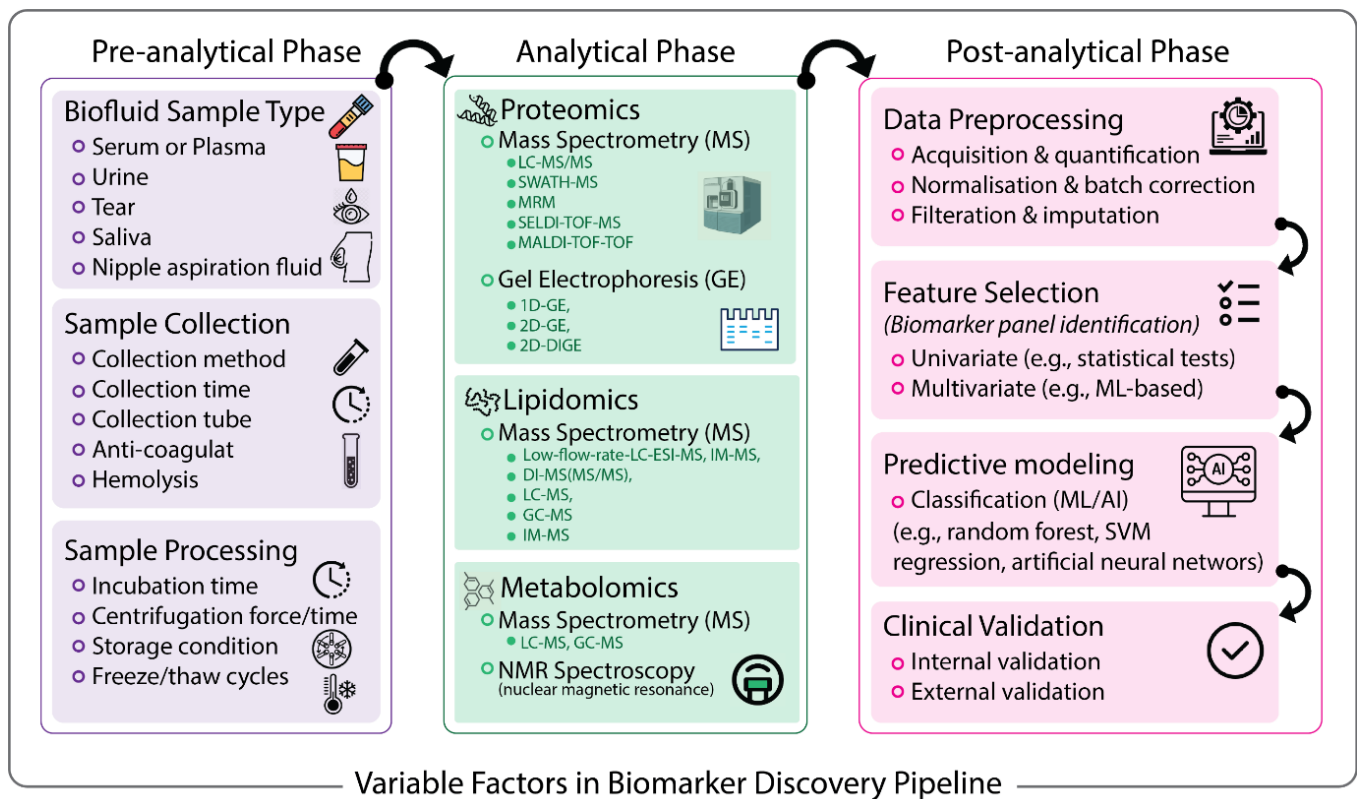 Pre-analytical Phase
Biofluid Sample Type
Serum or Plasma
Urine
Tear
Saliva
Nipple aspiration fluid
Sample Collection
Collection method
Collection time
Collection tube
Anti-coagulat
Hemolysis
Sample Processing
Incubation time
Centrifugation force/time
Storage condition
Freeze/thaw cycles
Analytical Phase
Proteomics
Mass Spectrometry (MS)
LC-MS/MS
SWATH-MS
MRM
SELDI-TOF-MS
MALDI-TOF-TOF
Gel Electrophoresis (GE)
1D-GE,
2D-GE,
2D-DIGE
Lipidomics
Mass Spectrometry (MS)
Low-flow-rate-LC-ESI-MS, IM-MS,
DI-MS(MS/MS),
LC-MS,
GC-MS
IM-MS
Metabolomics
Mass Spectrometry (MS)
LC-MS, GC-MS
NMR Spectroscopy
(nuclear magnetic resonance)
Post-analytical Phase
Data Preprocessing
Acquisition & quantification
Normalisation & batch correction
Filteration & imputation
Feature Selection
(Biomarker panel identification)
Univariate (e.g., statistical tests)
Multivariate (e.g., ML-based)
Predictive modeling
Classification (ML/AI)
(e.g., random forest, SVM
regression, artificial neural networs)
AI
Clinical Validation
Internal validation
External validation
Variable Factors in Biomarker Discovery Pipeline